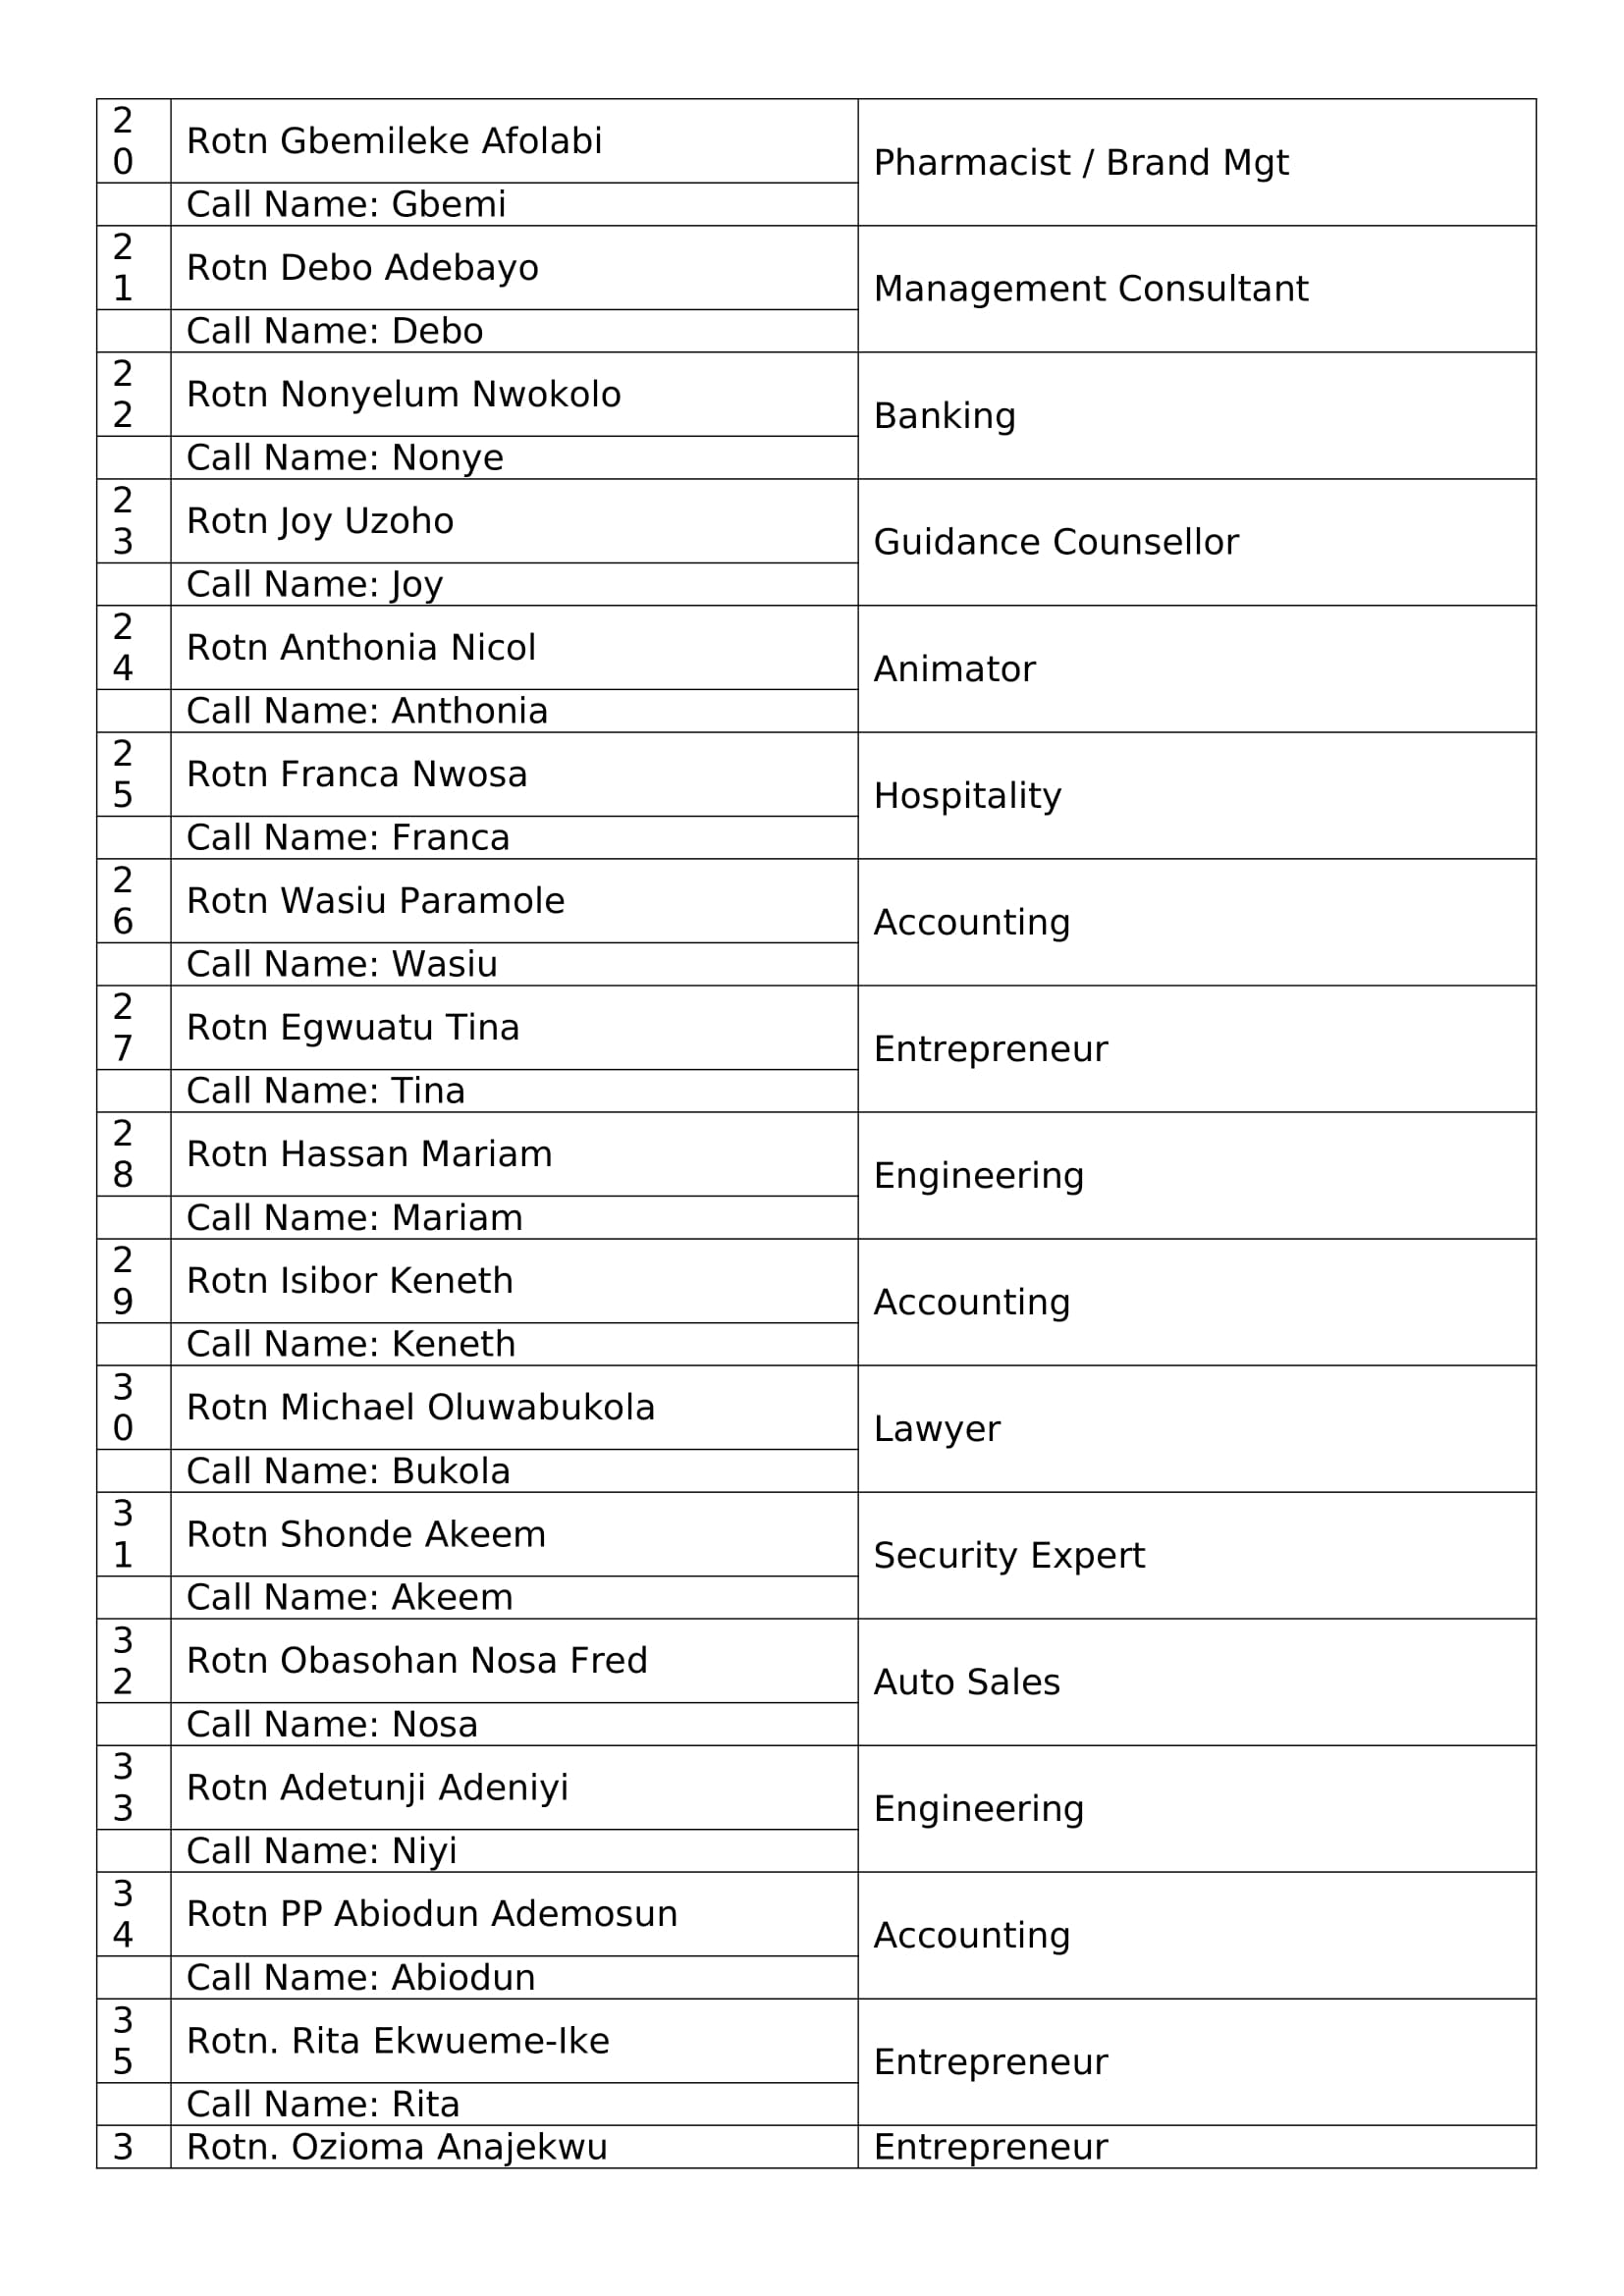 20 Rotn Gbemileke Afolabi Pharmacist / Brand Mgt
Call Name: Gbemi
21 Rotn Debo Adebayo Management Consultant
Call Name: Debo
22 Rotn Nonyelum Nwokolo Banking
Call Name: Nonye
23 Rotn Joy Uzoho Guidance Counsellor
Call Name: Joy
24 Rotn Anthonia Nicol Animator
Call Name: Anthonia
25 Rotn Franca Nwosa Hospitality
Call Name: Franca
26 Rotn Wasiu Paramole Accounting
Call Name: Wasiu
27 Rotn Egwuatu Tina Entrepreneur
Call Name: Tina
28 Rotn Hassan Mariam Engineering
Call Name: Mariam
29 Rotn Isibor Keneth Accounting
Call Name: Keneth
30 Rotn Michael Oluwabukola Lawyer
Call Name: Bukola
31 Rotn Shonde Akeem Security Expert
Call Name: Akeem
32 Rotn Obasohan Nosa Fred Auto Sales
Call Name: Nosa
33 Rotn Adetunji Adeniyi Engineering
Call Name: Niyi
34 Rotn PP Abiodun Ademosun Accounting
Call Name: Abiodun
35 Rotn. Rita Ekwueme-Ike Entrepreneur
Call Name: Rita
3 Rotn. Ozioma Anajekwu Entrepreneur